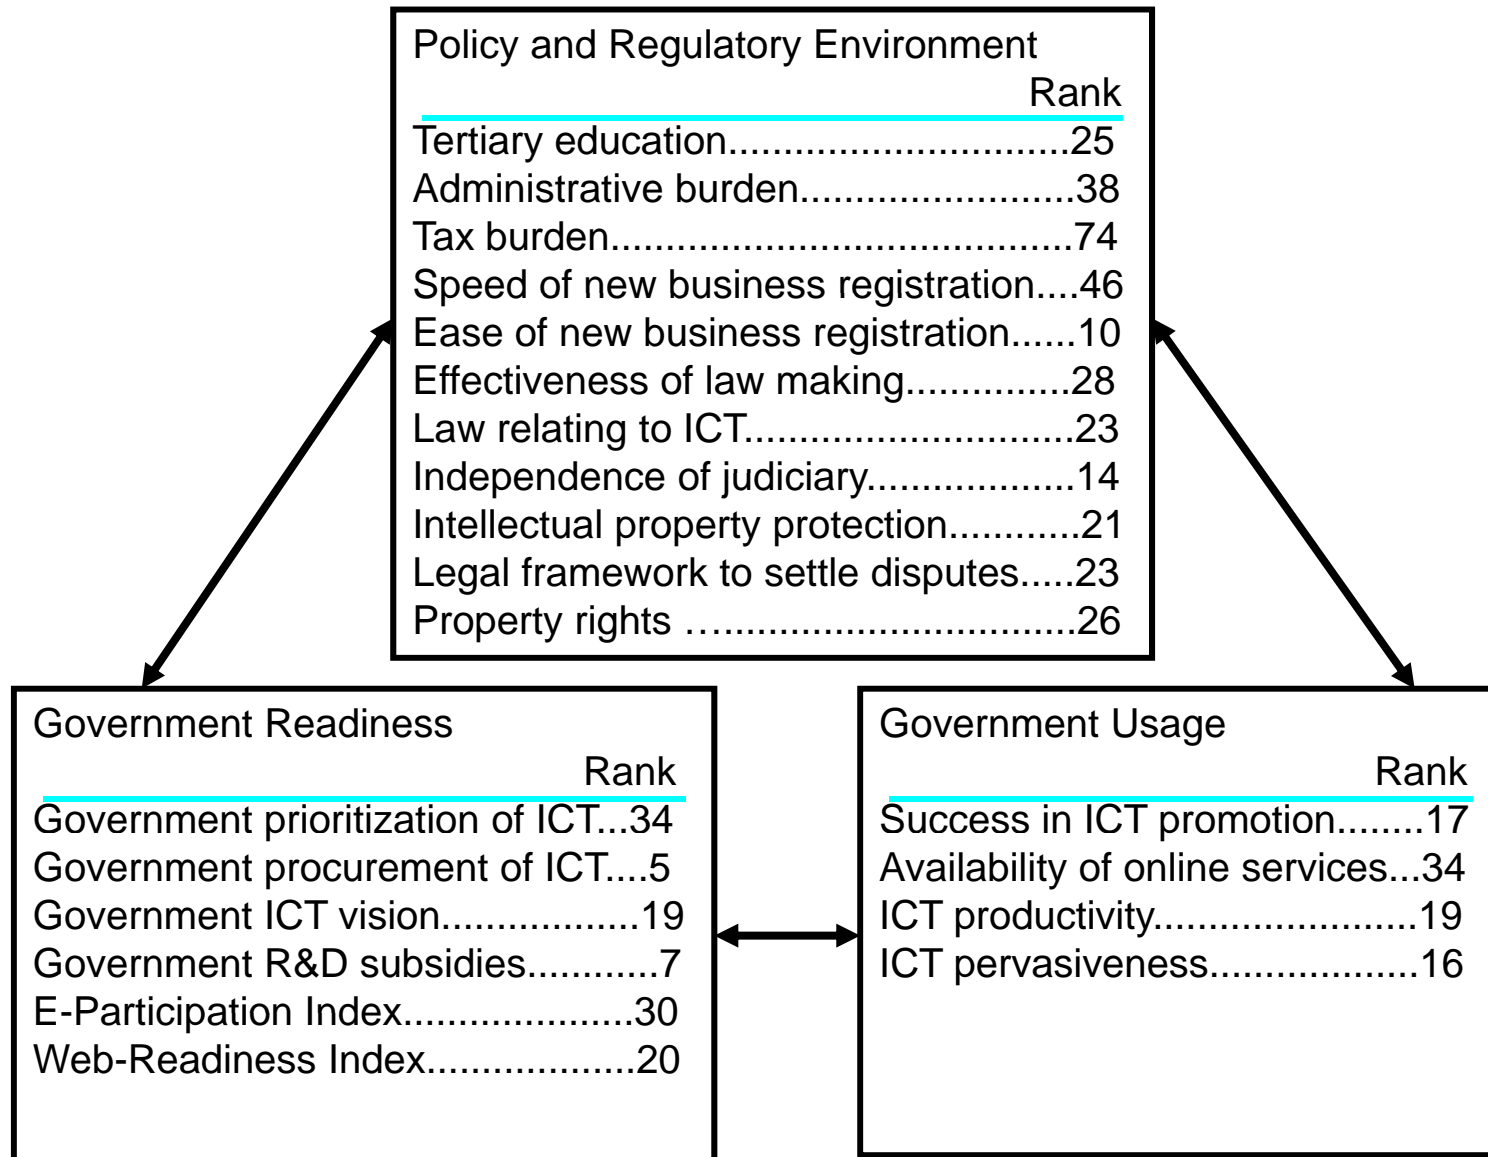 Policy and Regulatory Environment
Rank
Tertiary education...............................25
Administrative burden.........................38
Tax burden..........................................74
Speed of new business registration....46
Ease of new business registration......10
Effectiveness of law making...............28
Law relating to ICT..............................23
Independence of judiciary...................14
Intellectual property protection............21
Legal framework to settle disputes.....23
Property rights …................................26
Government Readiness
Rank
Government prioritization of ICT...34
Government procurement of ICT....5
Government ICT vision..................19
Government R&D subsidies............7
E-Participation Index.....................30
Web-Readiness Index...................20
Government Usage
Rank
Success in ICT promotion........17
Availability of online services...34
ICT productivity.......................19
ICT pervasiveness...................16